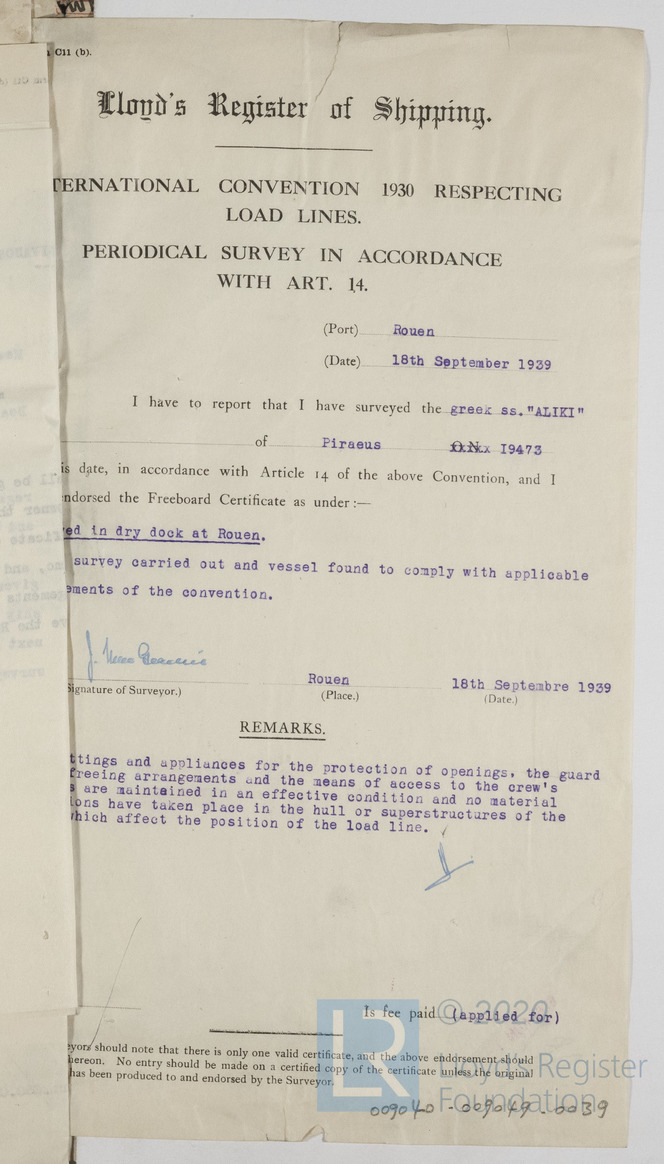 C11 (b).
Lloyd's Register of Shipping.
TERNATIONAL CONVENTION 1930 RESPECTING
LOAD LINES.
PERIODICAL SURVEY IN ACCORDANCE
WITH ART. 14.
(Port) Rouen
(Date) 18th September 1939
I have to report that I have surveyed the greek ss."ALIKI"
of Piraeus O.N. I9473
is date, in accordance with Article 14 of the above Convention, and I
endorsed the Freeboard Certificate as under :—
ed in dry dock at Rouen.
survey carried out and vessel found to comply with applicable
ements of the convention.
Rouen 18th Septembre 1939
Signature of Surveyor.) (Place.) (Date.)
REMARKS.
ttings and appliances for the protection of openings, the guard
freeing arrangements and the means of access to the crew's
s are maintained in an effective condition and no material
ions have taken place in the hull or superstructures of the
which affect the position of the load line.
Is fee paid (applied for)
© 2020
LR
Lloyd's Register
Foundation
eyors should note that there is only one valid certificate, and the above endorsement should
hereon. No entry should be made on a certified copy of the certificate unless the original
has been produced to and endorsed by the Surveyor.
009040 - 009049 - 0039